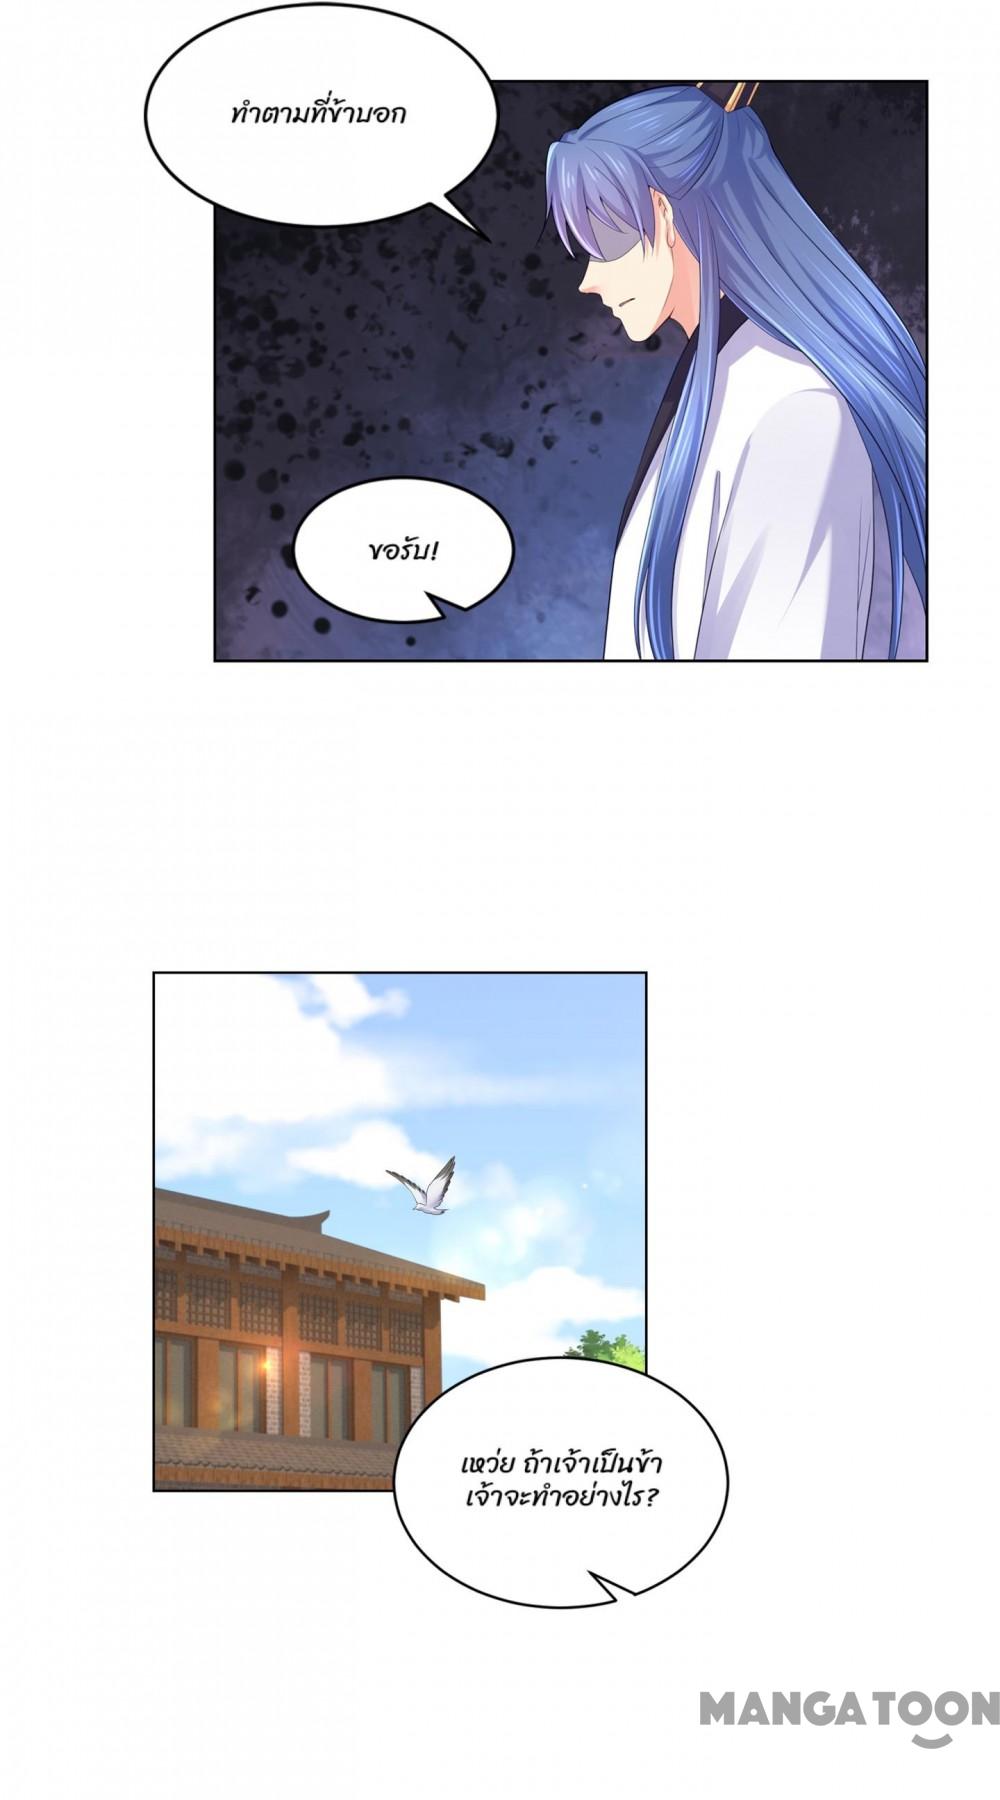 ทำตามที่ข้าบอก
ขอรับ!
เหว่ย ถ้าเจ้าเป็นข้า
เจ้าจะทำอย่างไร?
MANGATOON